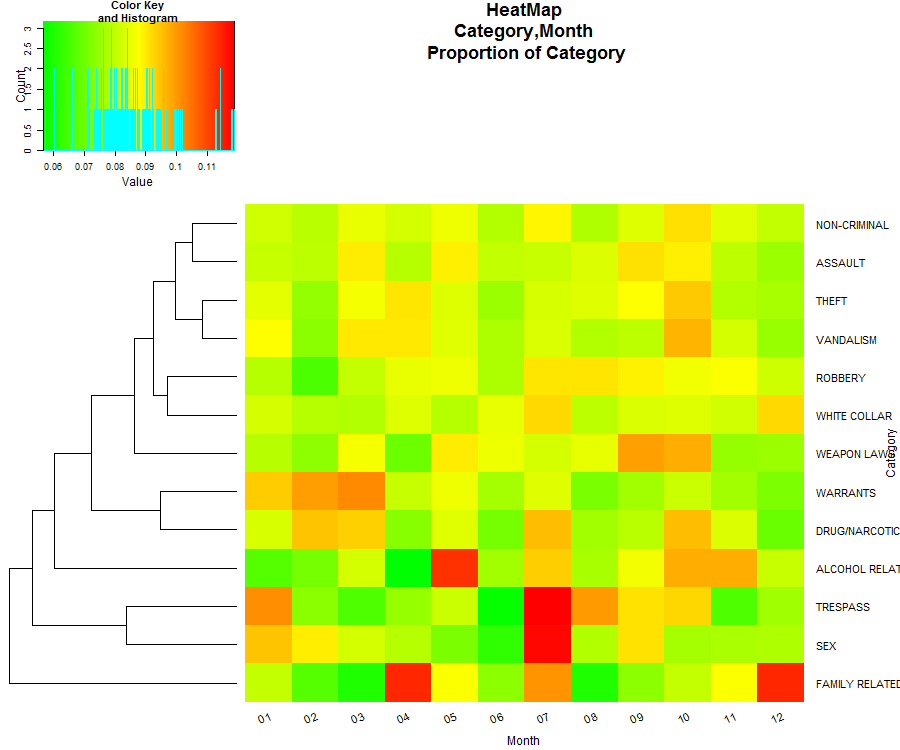 Color Key
and Histogram
HeatMap
Category,Month
Proportion of Category
Count
0 0.5 1 1.5 2 2.5 3
0.06 0.07 0.08 0.09 0.1 0.11
Value
NON-CRIMINAL
ASSAULT
THEFT
VANDALISM
ROBBERY
WHITE COLLAR
WEAPON LAWS
WARRANTS
DRUG/NARCOTIC
ALCOHOL RELAT
TRESPASS
SEX
FAMILY RELATED
Category
01 02 03 04 05 06 07 08 09 10 11 12
Month